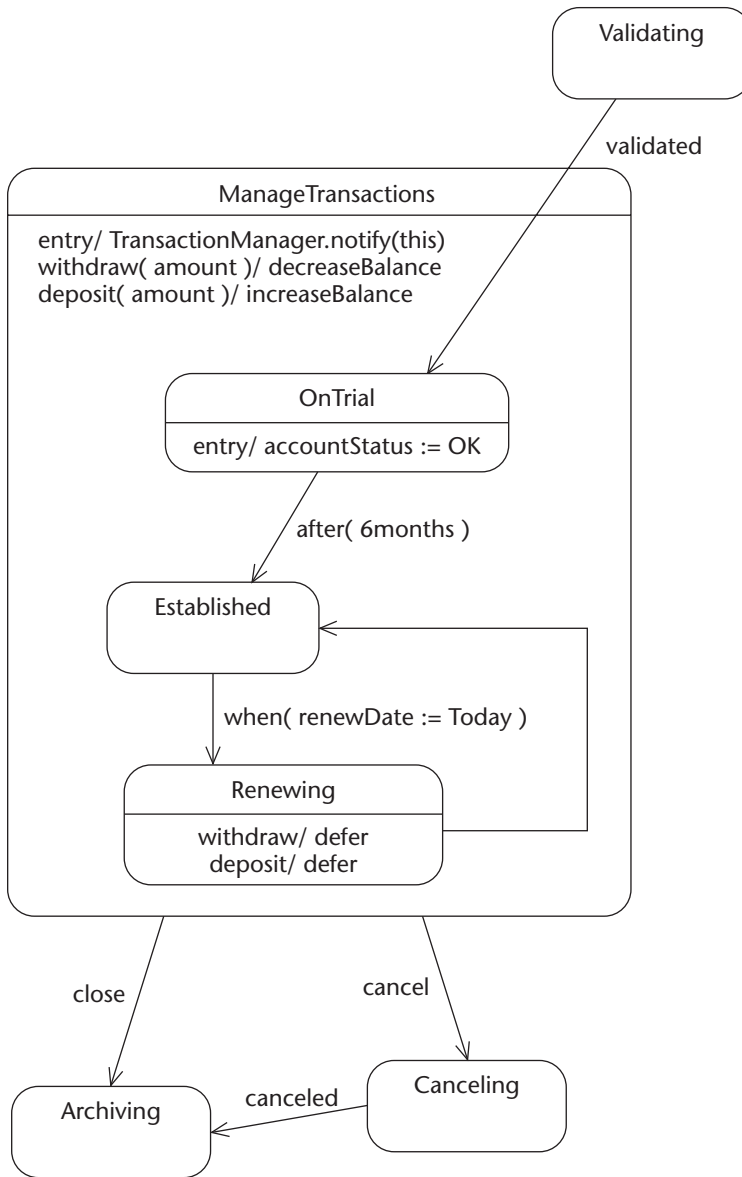 Validating
validated
ManageTransactions
entry/ TransactionManager.notify(this)
withdraw( amount )/ decreaseBalance
deposit( amount )/ increaseBalance
OnTrial
entry/ accountStatus := OK
after( 6months )
Established
when( renewDate := Today )
Renewing
withdraw/ defer
deposit/ defer
close
cancel
Archiving
canceled
Canceling